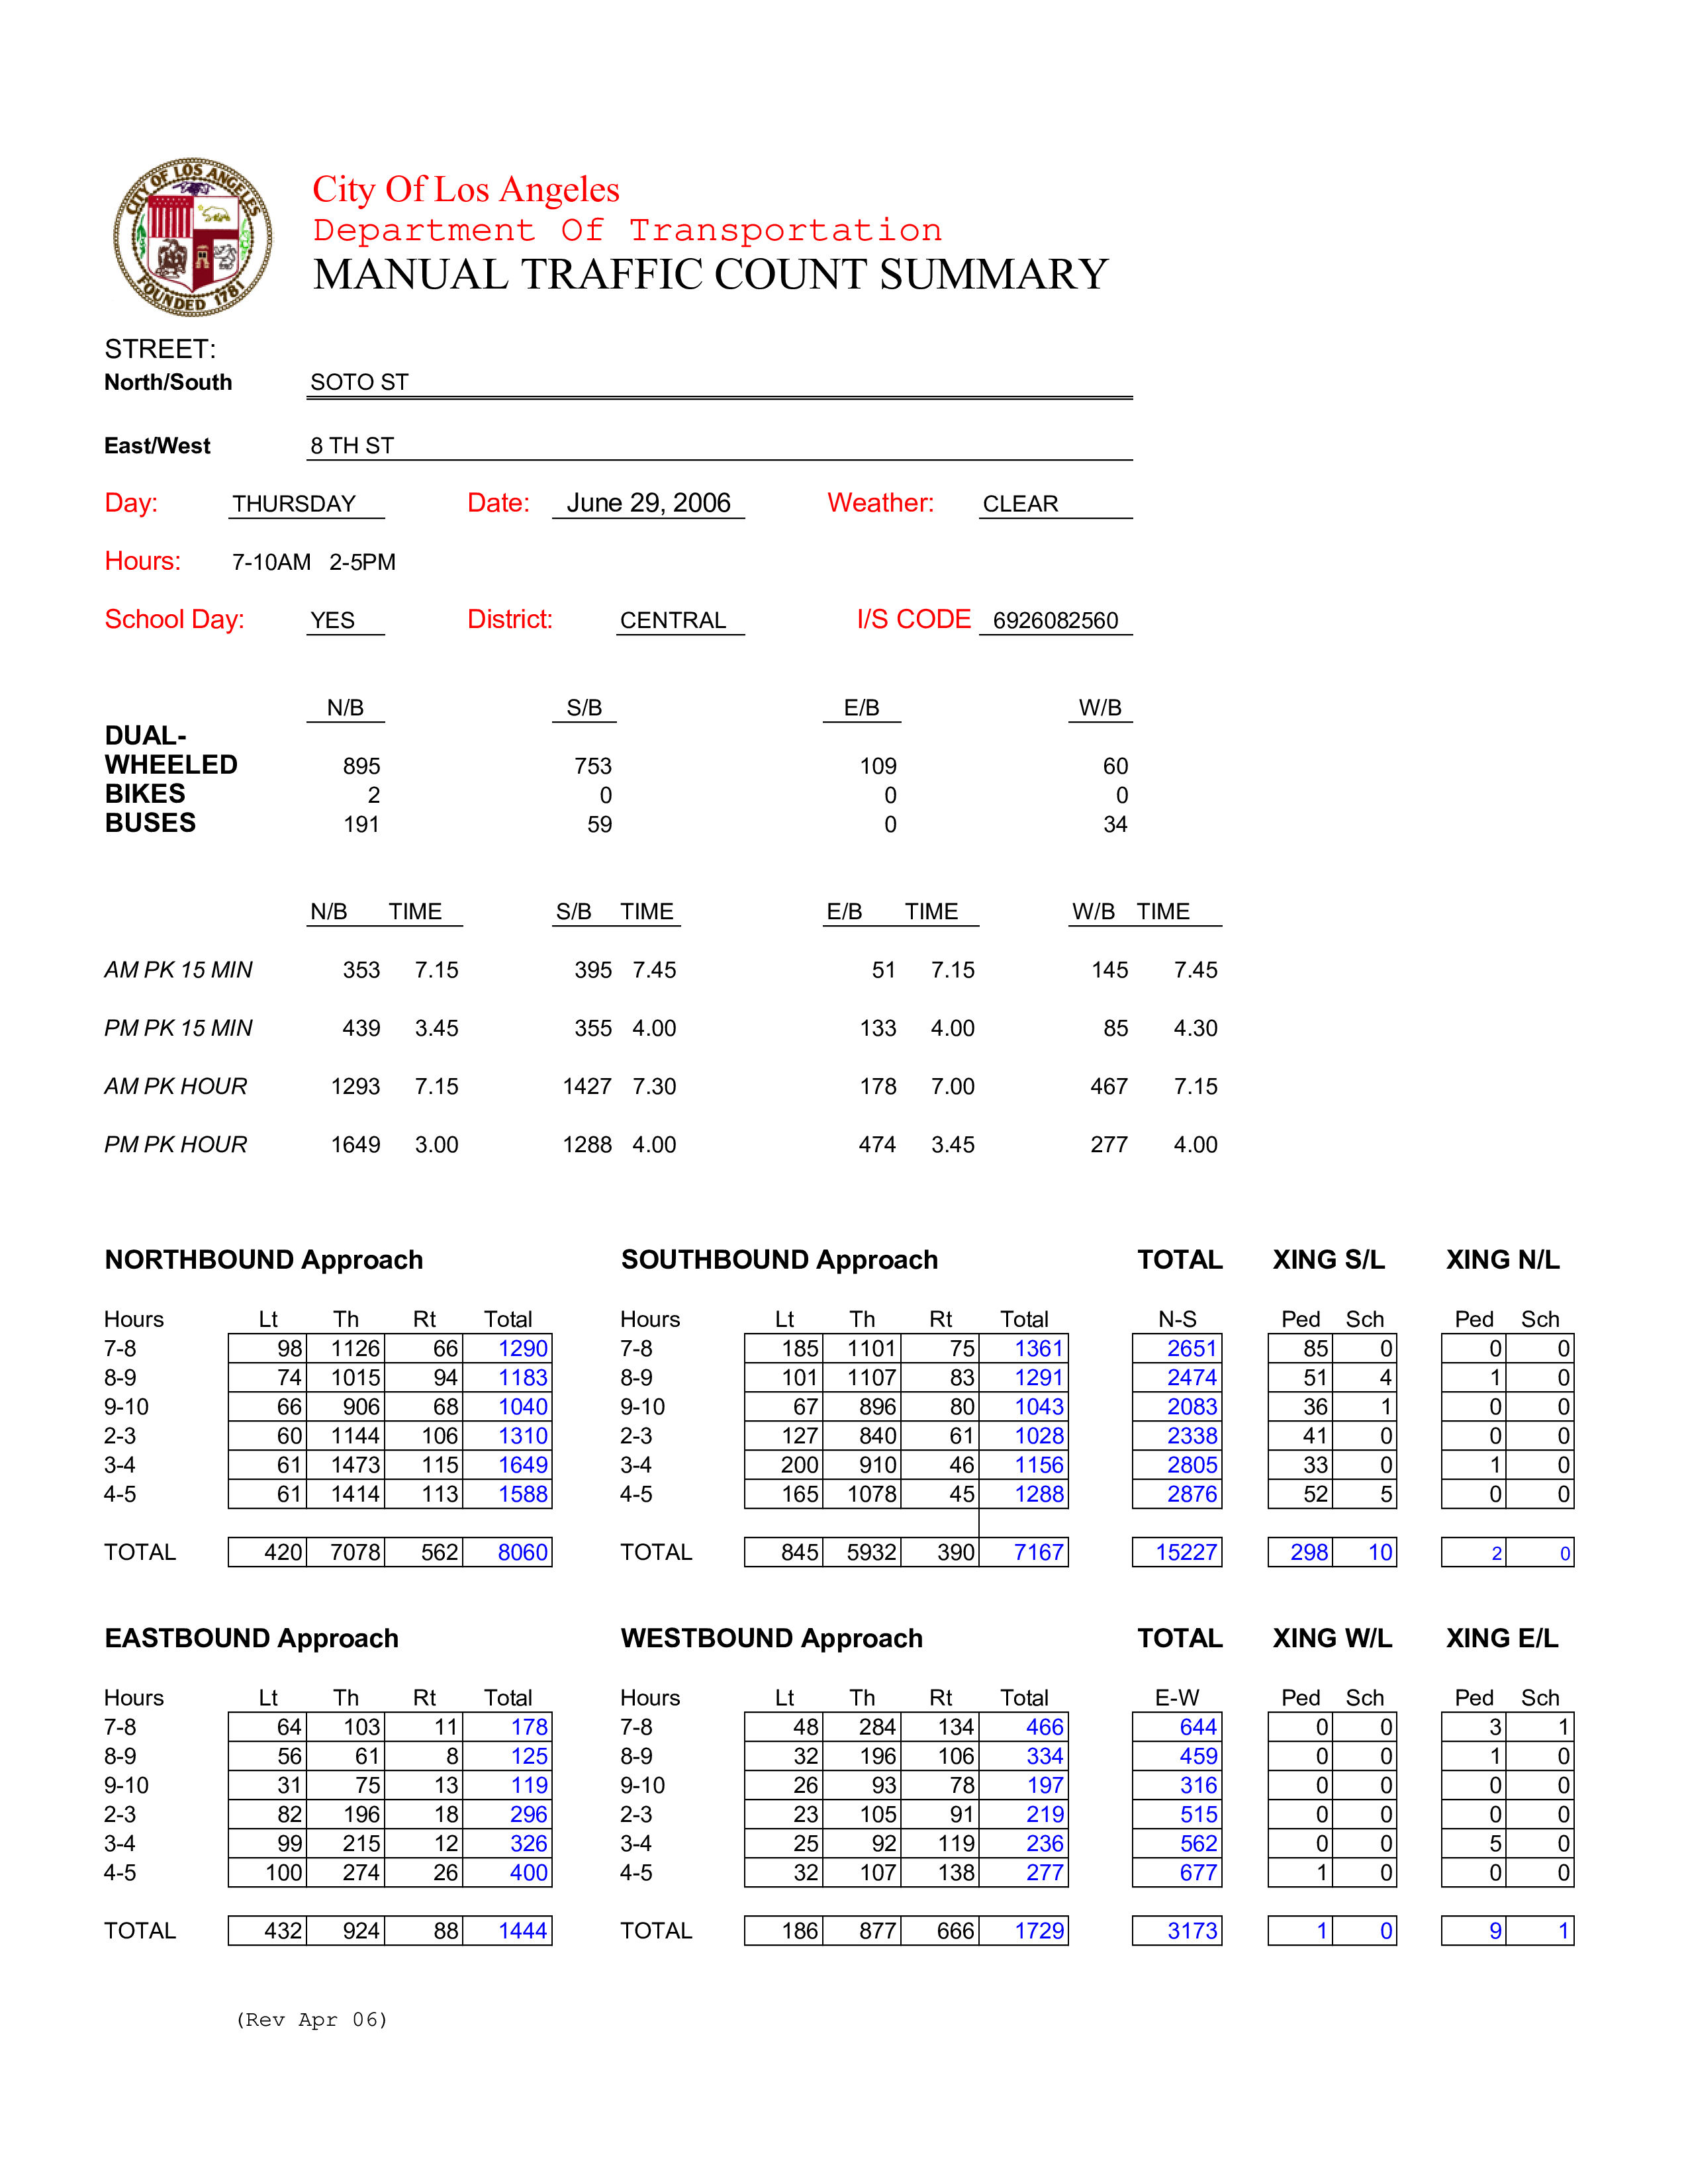 CITY OF LOS ANGELES
FOUNDED 1781
City Of Los Angeles
Department Of Transportation
MANUAL TRAFFIC COUNT SUMMARY
STREET:
North/South SOTO ST
East/West 8 TH ST
Day: THURSDAY Date: June 29, 2006 Weather: CLEAR
Hours: 7-10AM 2-5PM
School Day: YES District: CENTRAL I/S CODE 6926082560
N/B S/B E/B W/B
DUAL-
WHEELED 895 753 109 60
BIKES 2 0 0 0
BUSES 191 59 0 34
N/B TIME S/B TIME E/B TIME W/B TIME
AM PK 15 MIN 353 7.15 395 7.45 51 7.15 145 7.45
PM PK 15 MIN 439 3.45 355 4.00 133 4.00 85 4.30
AM PK HOUR 1293 7.15 1427 7.30 178 7.00 467 7.15
PM PK HOUR 1649 3.00 1288 4.00 474 3.45 277 4.00
NORTHBOUND Approach SOUTHBOUND Approach TOTAL XING S/L XING N/L
Hours Lt Th Rt Total Hours Lt Th Rt Total N-S Ped Sch Ped Sch
7-8 98 1126 66 1290 7-8 185 1101 75 1361 2651 85 0 0 0
8-9 74 1015 94 1183 8-9 101 1107 83 1291 2474 51 4 1 0
9-10 66 906 68 1040 9-10 67 896 80 1043 2083 36 1 0 0
2-3 60 1144 106 1310 2-3 127 840 61 1028 2338 41 0 0 0
3-4 61 1473 115 1649 3-4 200 910 46 1156 2805 33 0 1 0
4-5 61 1414 113 1588 4-5 165 1078 45 1288 2876 52 5 0 0
TOTAL 420 7078 562 8060 TOTAL 845 5932 390 7167 15227 298 10 2 0
EASTBOUND Approach WESTBOUND Approach TOTAL XING W/L XING E/L
Hours Lt Th Rt Total Hours Lt Th Rt Total E-W Ped Sch Ped Sch
7-8 64 103 11 178 7-8 48 284 134 466 644 0 0 3 1
8-9 56 61 8 125 8-9 32 196 106 334 459 0 0 1 0
9-10 31 75 13 119 9-10 26 93 78 197 316 0 0 0 0
2-3 82 196 18 296 2-3 23 105 91 219 515 0 0 0 0
3-4 99 215 12 326 3-4 25 92 119 236 562 0 0 5 0
4-5 100 274 26 400 4-5 32 107 138 277 677 1 0 0 0
TOTAL 432 924 88 1444 TOTAL 186 877 666 1729 3173 1 0 9 1
(Rev Apr 06)